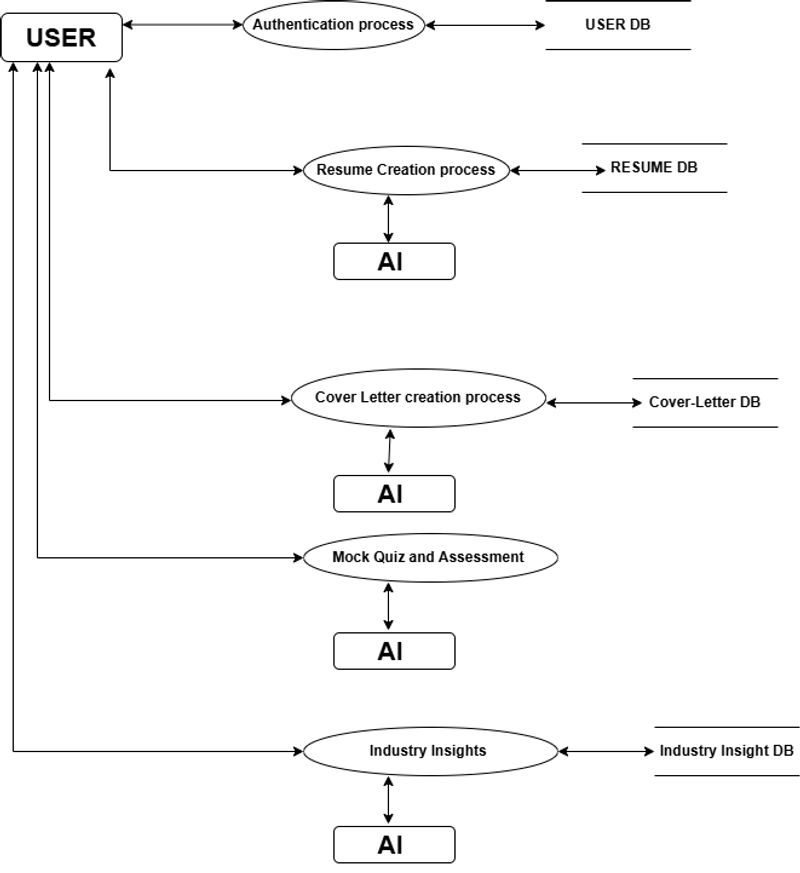 USER
Authentication process
USER DB
Resume Creation process
RESUME DB
AI
Cover Letter creation process
Cover-Letter DB
AI
Mock Quiz and Assessment
AI
Industry Insights
Industry Insight DB
AI